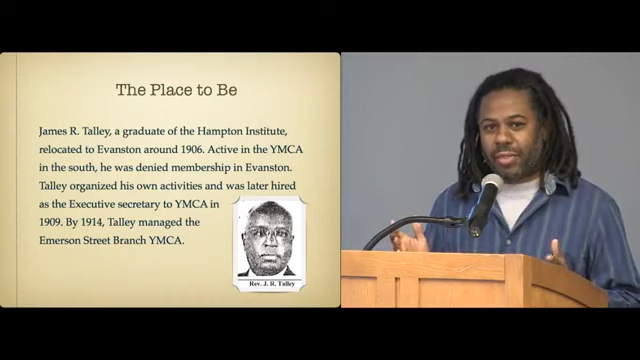 The Place to Be
James R. Talley, a graduate of the Hampton Institute,
relocated to Evanston around 1906. Active in the YMCA
in the south, he was denied membership in Evanston.
Talley organized his own activities and was later hired
as the Executive secretary to YMCA in
1909. By 1914, Talley managed the
Emerson Street Branch YMCA.
Rev. J. R. Talley